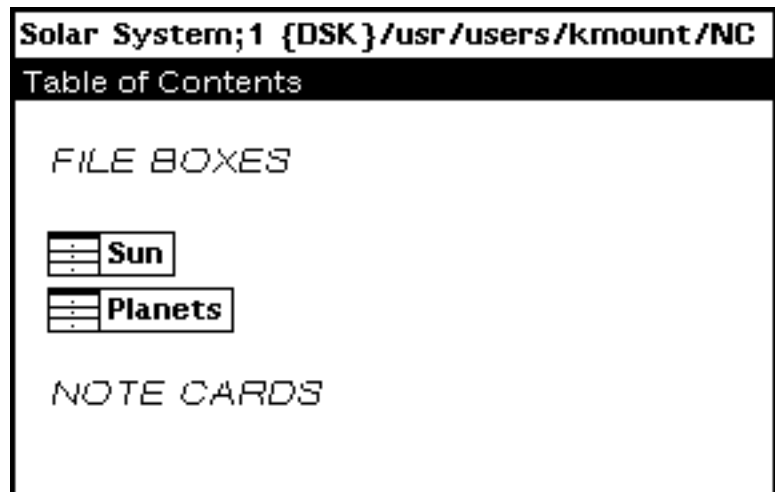 Solar System;1 {DSK}/usr/users/kmount/NC
Table of Contents
FILE BOXES
Sun
Planets
NOTE CARDS